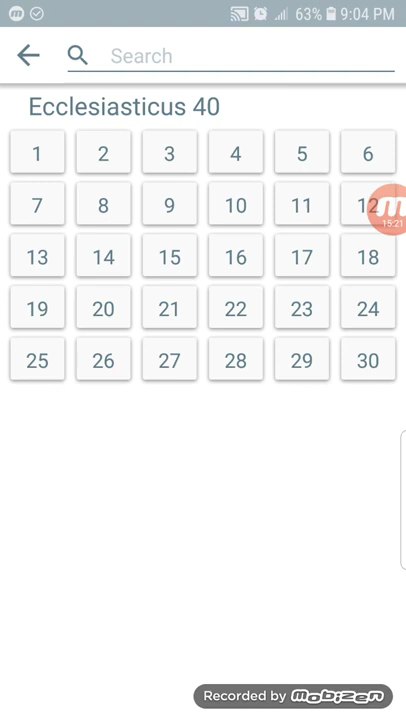 63% 9:04 PM
Search
Ecclesiasticus 40
1 2 3 4 5 6
7 8 9 10 11 12
15:21
13 14 15 16 17 18
19 20 21 22 23 24
25 26 27 28 29 30
Recorded by Mobizen